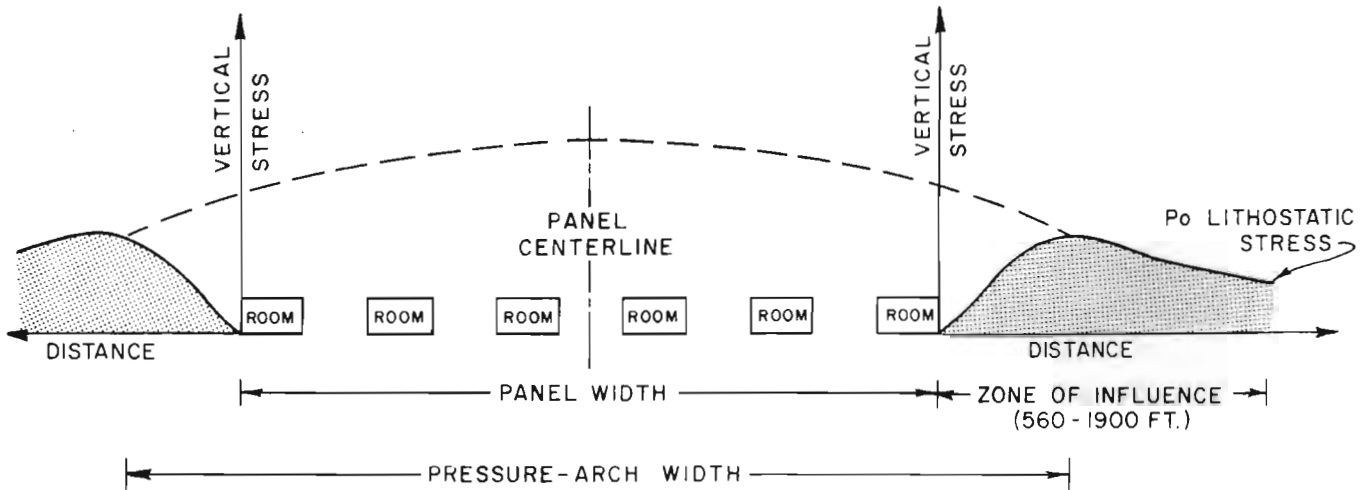 VERTICAL
STRESS
VERTICAL
STRESS
PANEL
CENTERLINE
Po LITHOSTATIC
STRESS
ROOM
ROOM
ROOM
ROOM
ROOM
ROOM
DISTANCE
DISTANCE
PANEL WIDTH
ZONE OF INFLUENCE
(560-1900 FT.)
PRESSURE-ARCH WIDTH